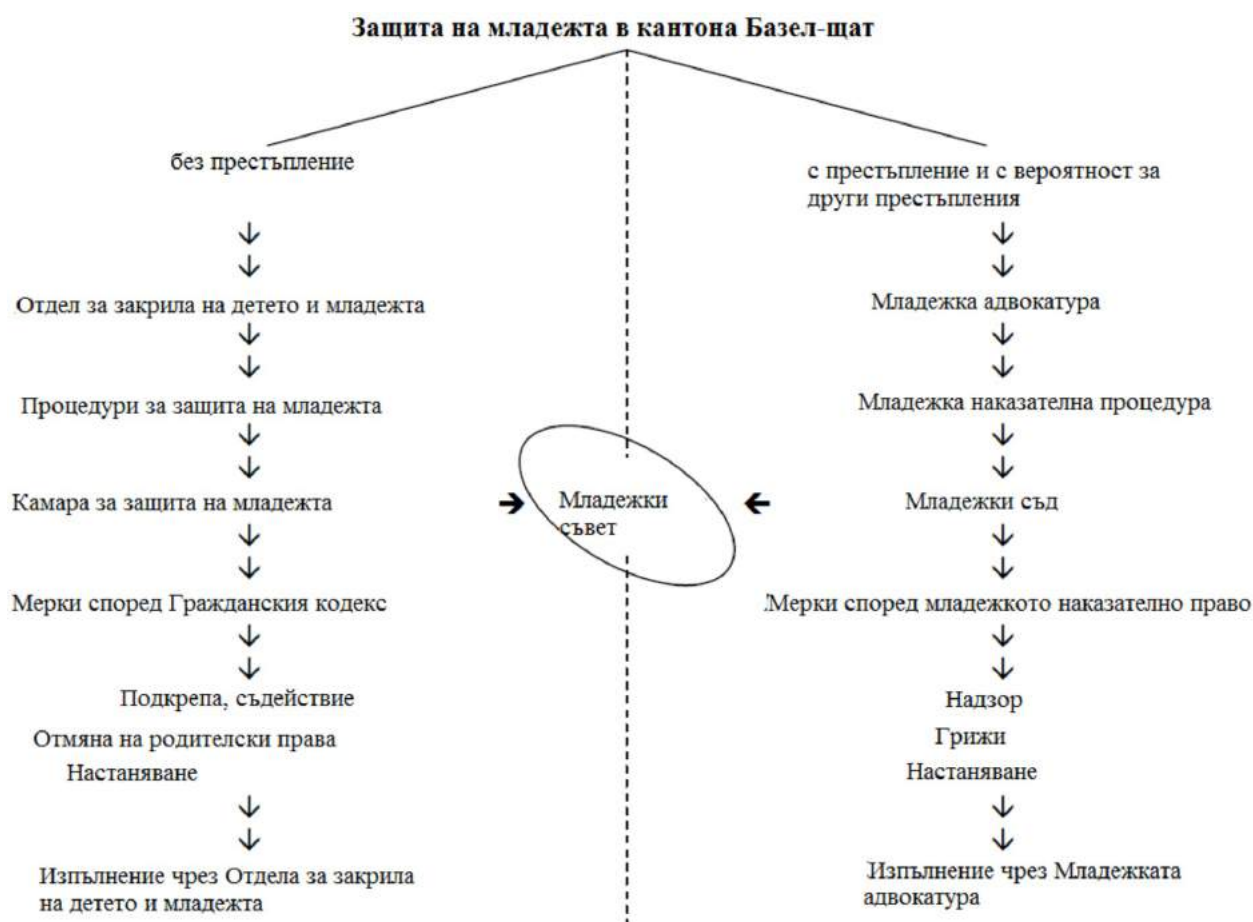 Защита на младежта в кантона Базел-щат
без престъпление
Отдел за закрила на детето и младежта
Процедури за защита на младежта
Камара за защита на младежта
Мерки според Гражданския кодекс
Подкрепа, съдействие
Отмяна на родителски права
Настаняване
Изпълнение чрез Отдела за закрила
на детето и младежта
Младежки
съвет
с престъпление и с вероятност за
други престъпления
Младежка адвокатура
Младежка наказателна процедура
Младежки съд
Мерки според младежкото наказателно право
Надзор
Грижи
Настаняване
Изпълнение чрез Младежката
адвокатура